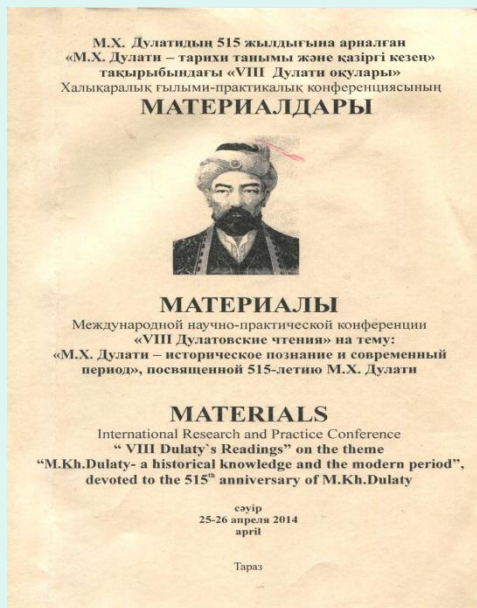 М.Х. Дулатидың 515 жылдығына арналған
«М.Х. Дулати – тарихи танымы және қазіргі кезең»
тақырыбындағы «VIII Дулати оқулары»
Халықаралық ғылыми-практикалық конференциясының
МАТЕРИАЛДАРЫ
МАТЕРИАЛЫ
Международной научно-практической конференции
«VIII Дулатовские чтения» на тему:
«М.Х. Дулати – историческое познание и современный
период», посвященной 515-летию М.Х. Дулати
MATERIALS
International Research and Practice Conference
“ VIII Dulaty`s Readings” on the theme
“M.Kh.Dulaty- a historical knowledge and the modern period”,
devoted to the 515th anniversary of M.Kh.Dulaty
сәуір
25-26 апреля 2014
april
Тараз